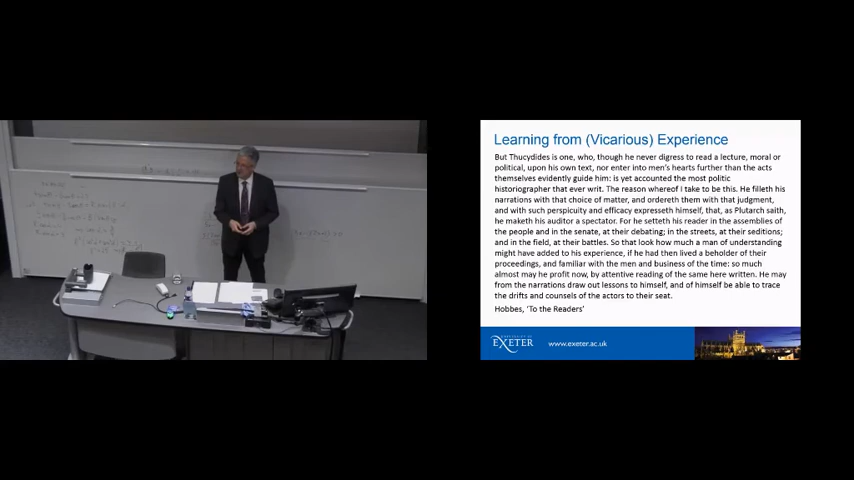 Learning from (Vicarious) Experience
But Thucydides is one, who, though he never digress to read a lecture, moral or
political, upon his own text, nor enter into men's hearts further than the acts
themselves evidently guide him: is yet accounted the most politic
historiographer that ever writ. The reason whereof I take to be this. He filleth his
narrations with that choice of matter, and ordereth them with that judgment,
and with such perspicuity and efficacy expresseth himself, that, as Plutarch saith,
he maketh his auditor a spectator. For he setteth his reader in the assemblies of
the people and in the senate, at their debating; in the streets, at their seditions;
and in the field, at their battles. So that look how much a man of understanding
might have added to his experience, if he had then lived a beholder of their
proceedings, and familiar with the men and business of the time: so much
almost may he profit now, by attentive reading of the same here written. He may
from the narrations draw out lessons to himself, and of himself be able to trace
the drifts and counsels of the actors to their seat.
Hobbes, 'To the Readers'
EXETER
www.exeter.ac.uk